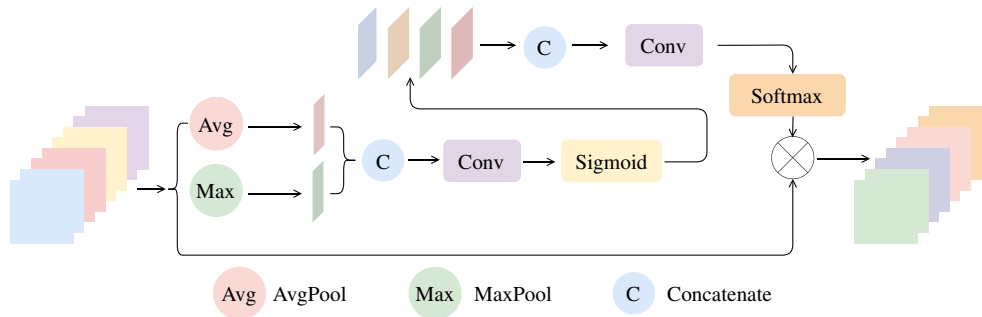 C
Conv
Softmax
Avg
Max
C
Conv
Sigmoid
Avg AvgPool
Max MaxPool
C Concatenate